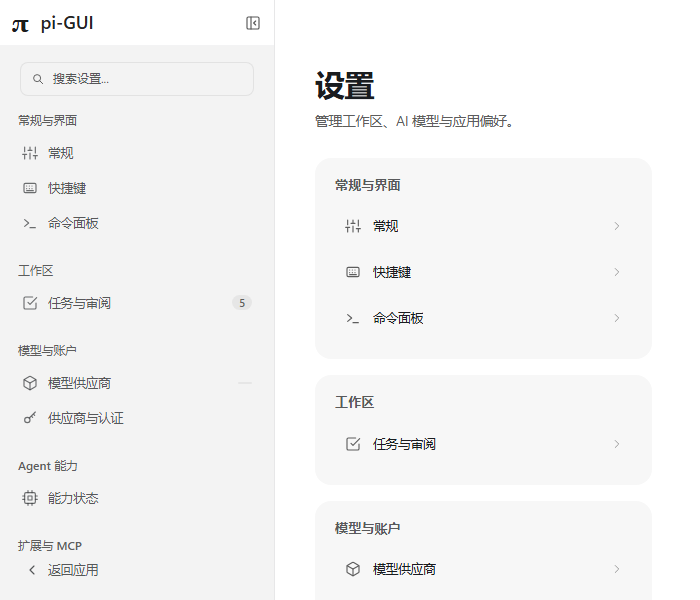 pi-GUI
搜索设置...
常规与界面
常规
快捷键
命令面板
工作区
任务与审阅 5
模型与账户
模型供应商
供应商与认证
Agent 能力
能力状态
扩展与 MCP
返回应用
设置
管理工作区、AI 模型与应用偏好。
常规与界面
常规
快捷键
命令面板
工作区
任务与审阅
模型与账户
模型供应商